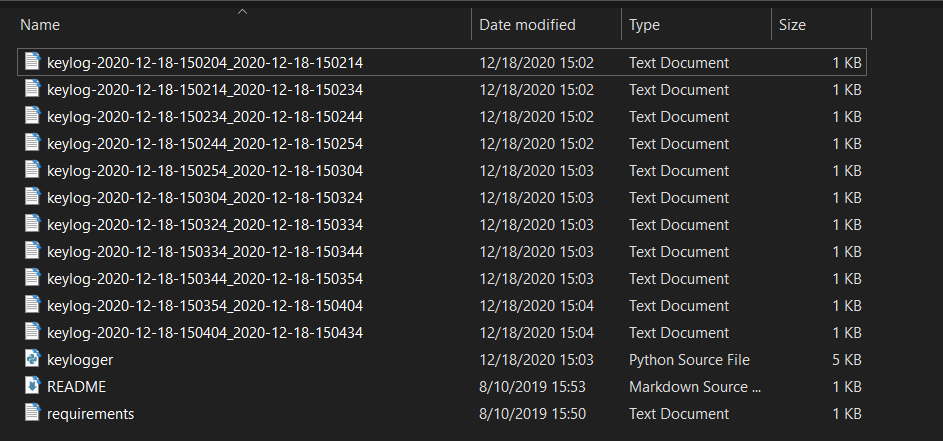 Name Date modified Type Size
keylog-2020-12-18-150204_2020-12-18-150214 12/18/2020 15:02 Text Document 1 KB
keylog-2020-12-18-150214_2020-12-18-150234 12/18/2020 15:02 Text Document 1 KB
keylog-2020-12-18-150234_2020-12-18-150244 12/18/2020 15:02 Text Document 1 KB
keylog-2020-12-18-150244_2020-12-18-150254 12/18/2020 15:02 Text Document 1 KB
keylog-2020-12-18-150254_2020-12-18-150304 12/18/2020 15:03 Text Document 1 KB
keylog-2020-12-18-150304_2020-12-18-150324 12/18/2020 15:03 Text Document 1 KB
keylog-2020-12-18-150324_2020-12-18-150334 12/18/2020 15:03 Text Document 1 KB
keylog-2020-12-18-150334_2020-12-18-150344 12/18/2020 15:03 Text Document 1 KB
keylog-2020-12-18-150344_2020-12-18-150354 12/18/2020 15:03 Text Document 1 KB
keylog-2020-12-18-150354_2020-12-18-150404 12/18/2020 15:04 Text Document 1 KB
keylog-2020-12-18-150404_2020-12-18-150434 12/18/2020 15:04 Text Document 1 KB
keylogger 12/18/2020 15:03 Python Source File 5 KB
README 8/10/2019 15:53 Markdown Source ... 1 KB
requirements 8/10/2019 15:50 Text Document 1 KB